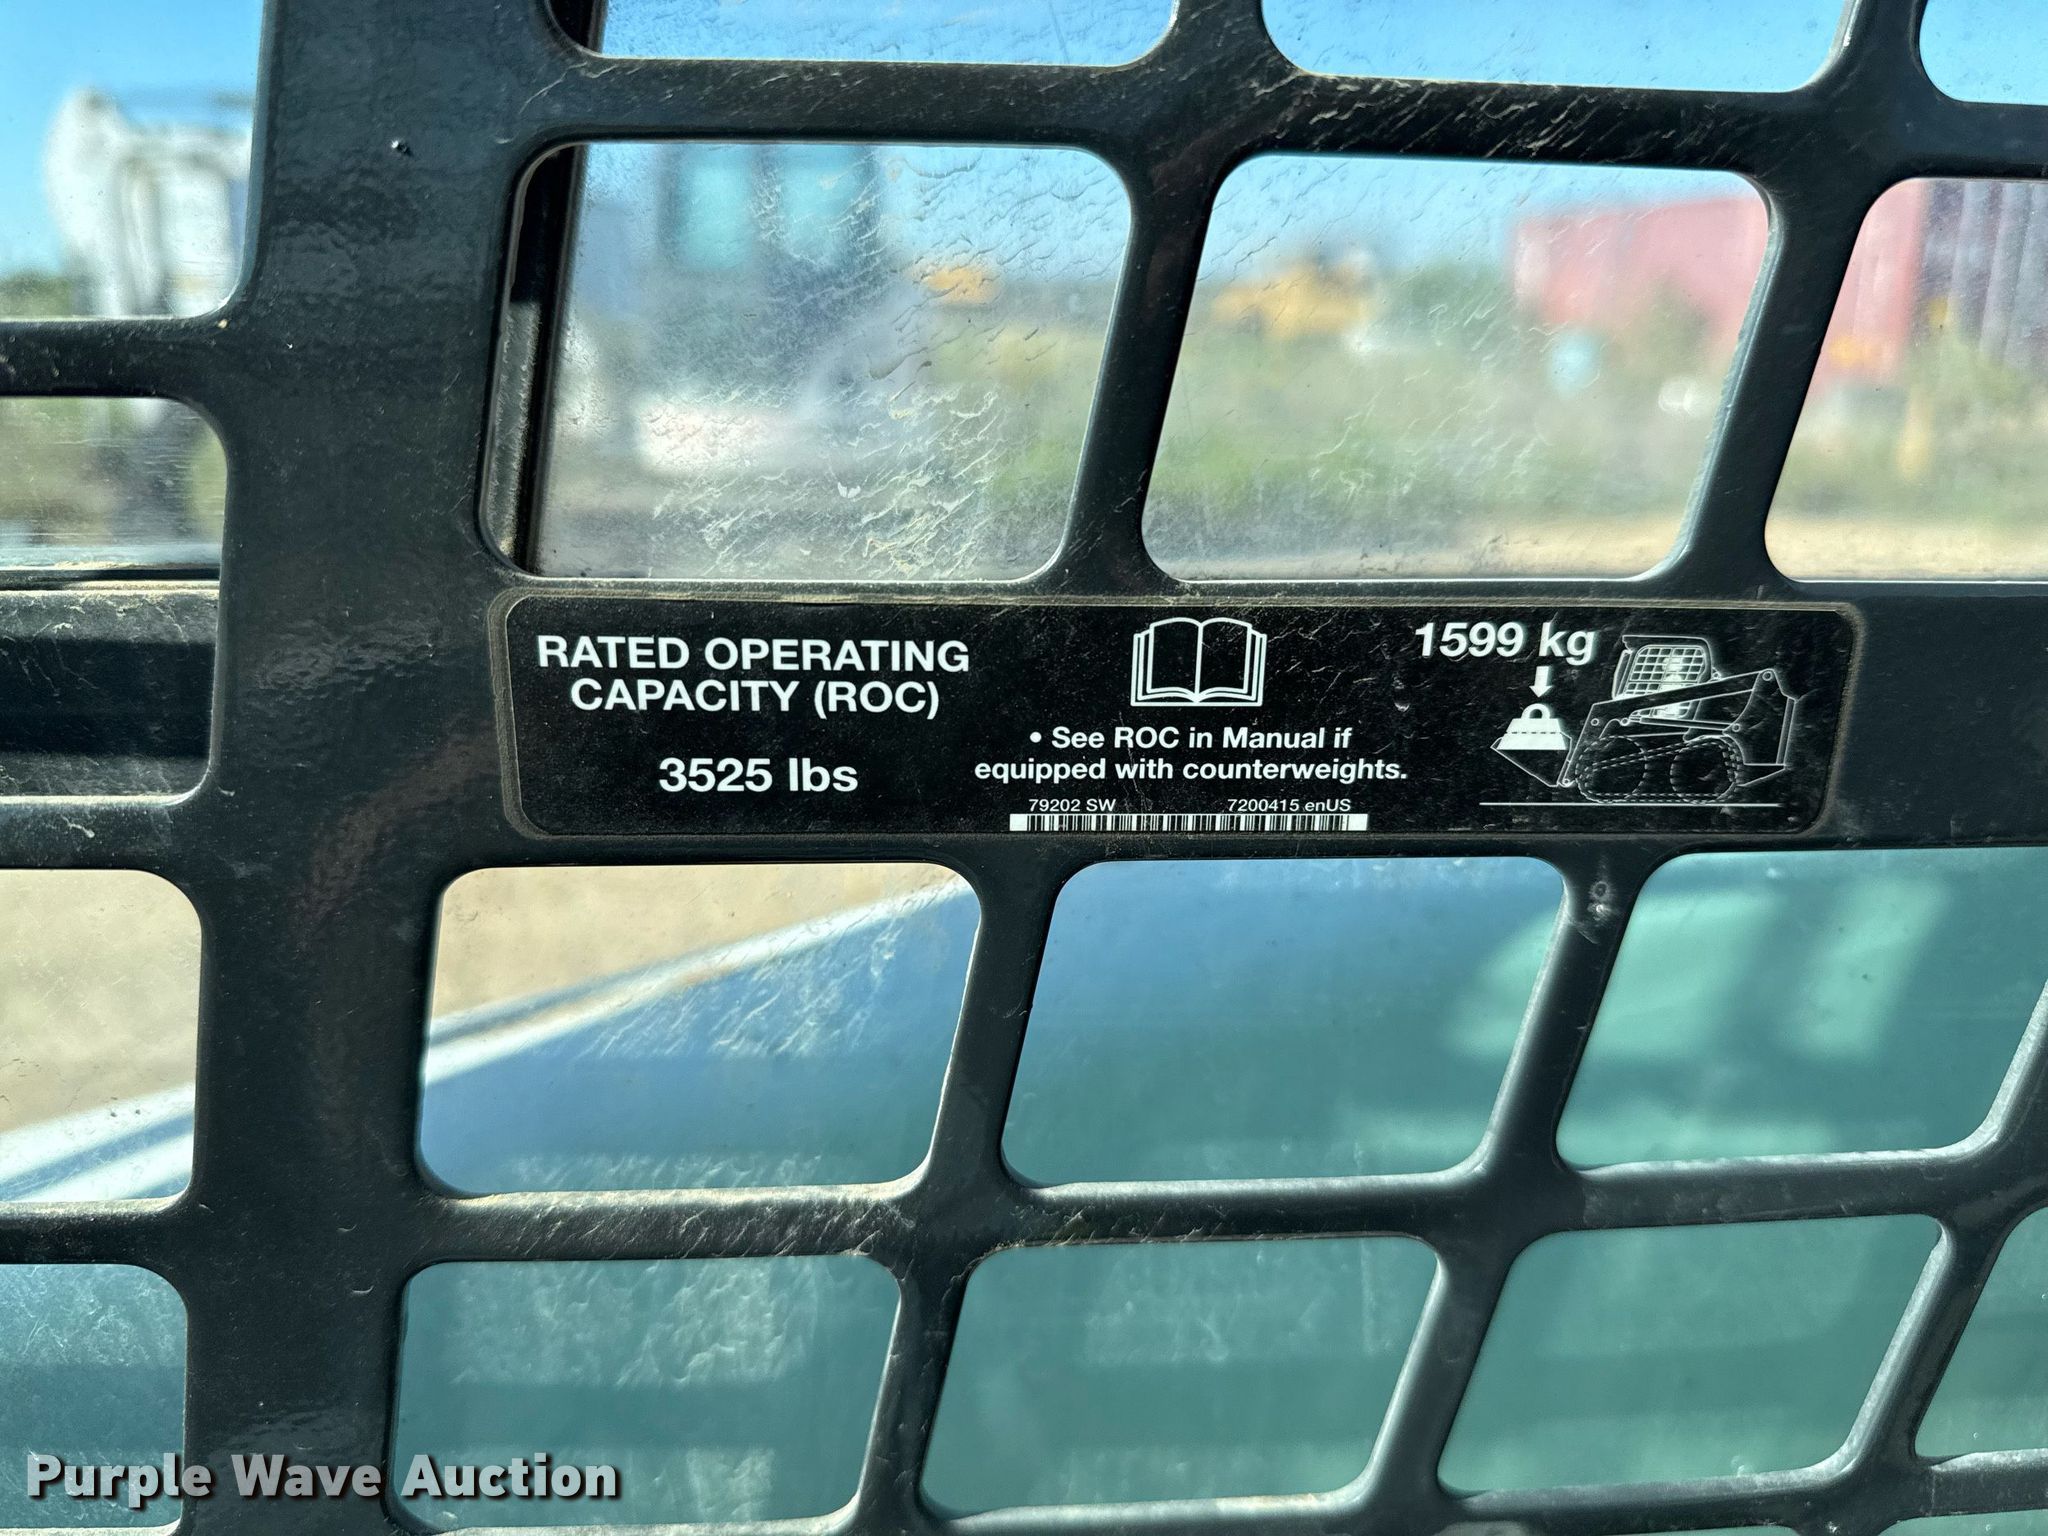 RATED OPERATING
CAPACITY (ROC)
3525 lbs
• See ROC in Manual if
equipped with counterweights.
79202 SW 7200415 enUS
1599 kg
Purple Wave Auction